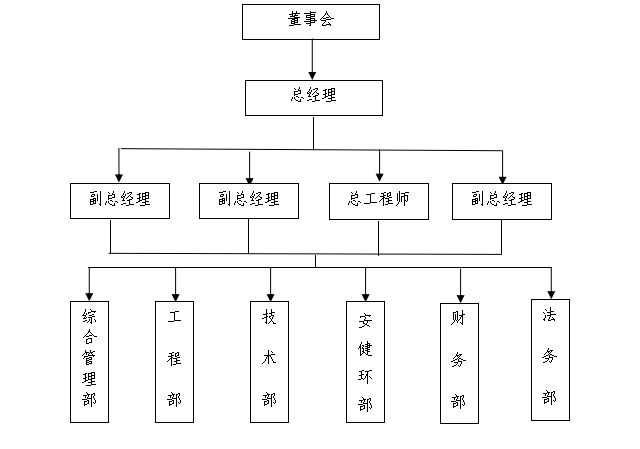 董事会
总经理
副总经理
副总经理
总工程师
副总经理
综合管理部
工程部
技术部
安健环部
财务部
法务部